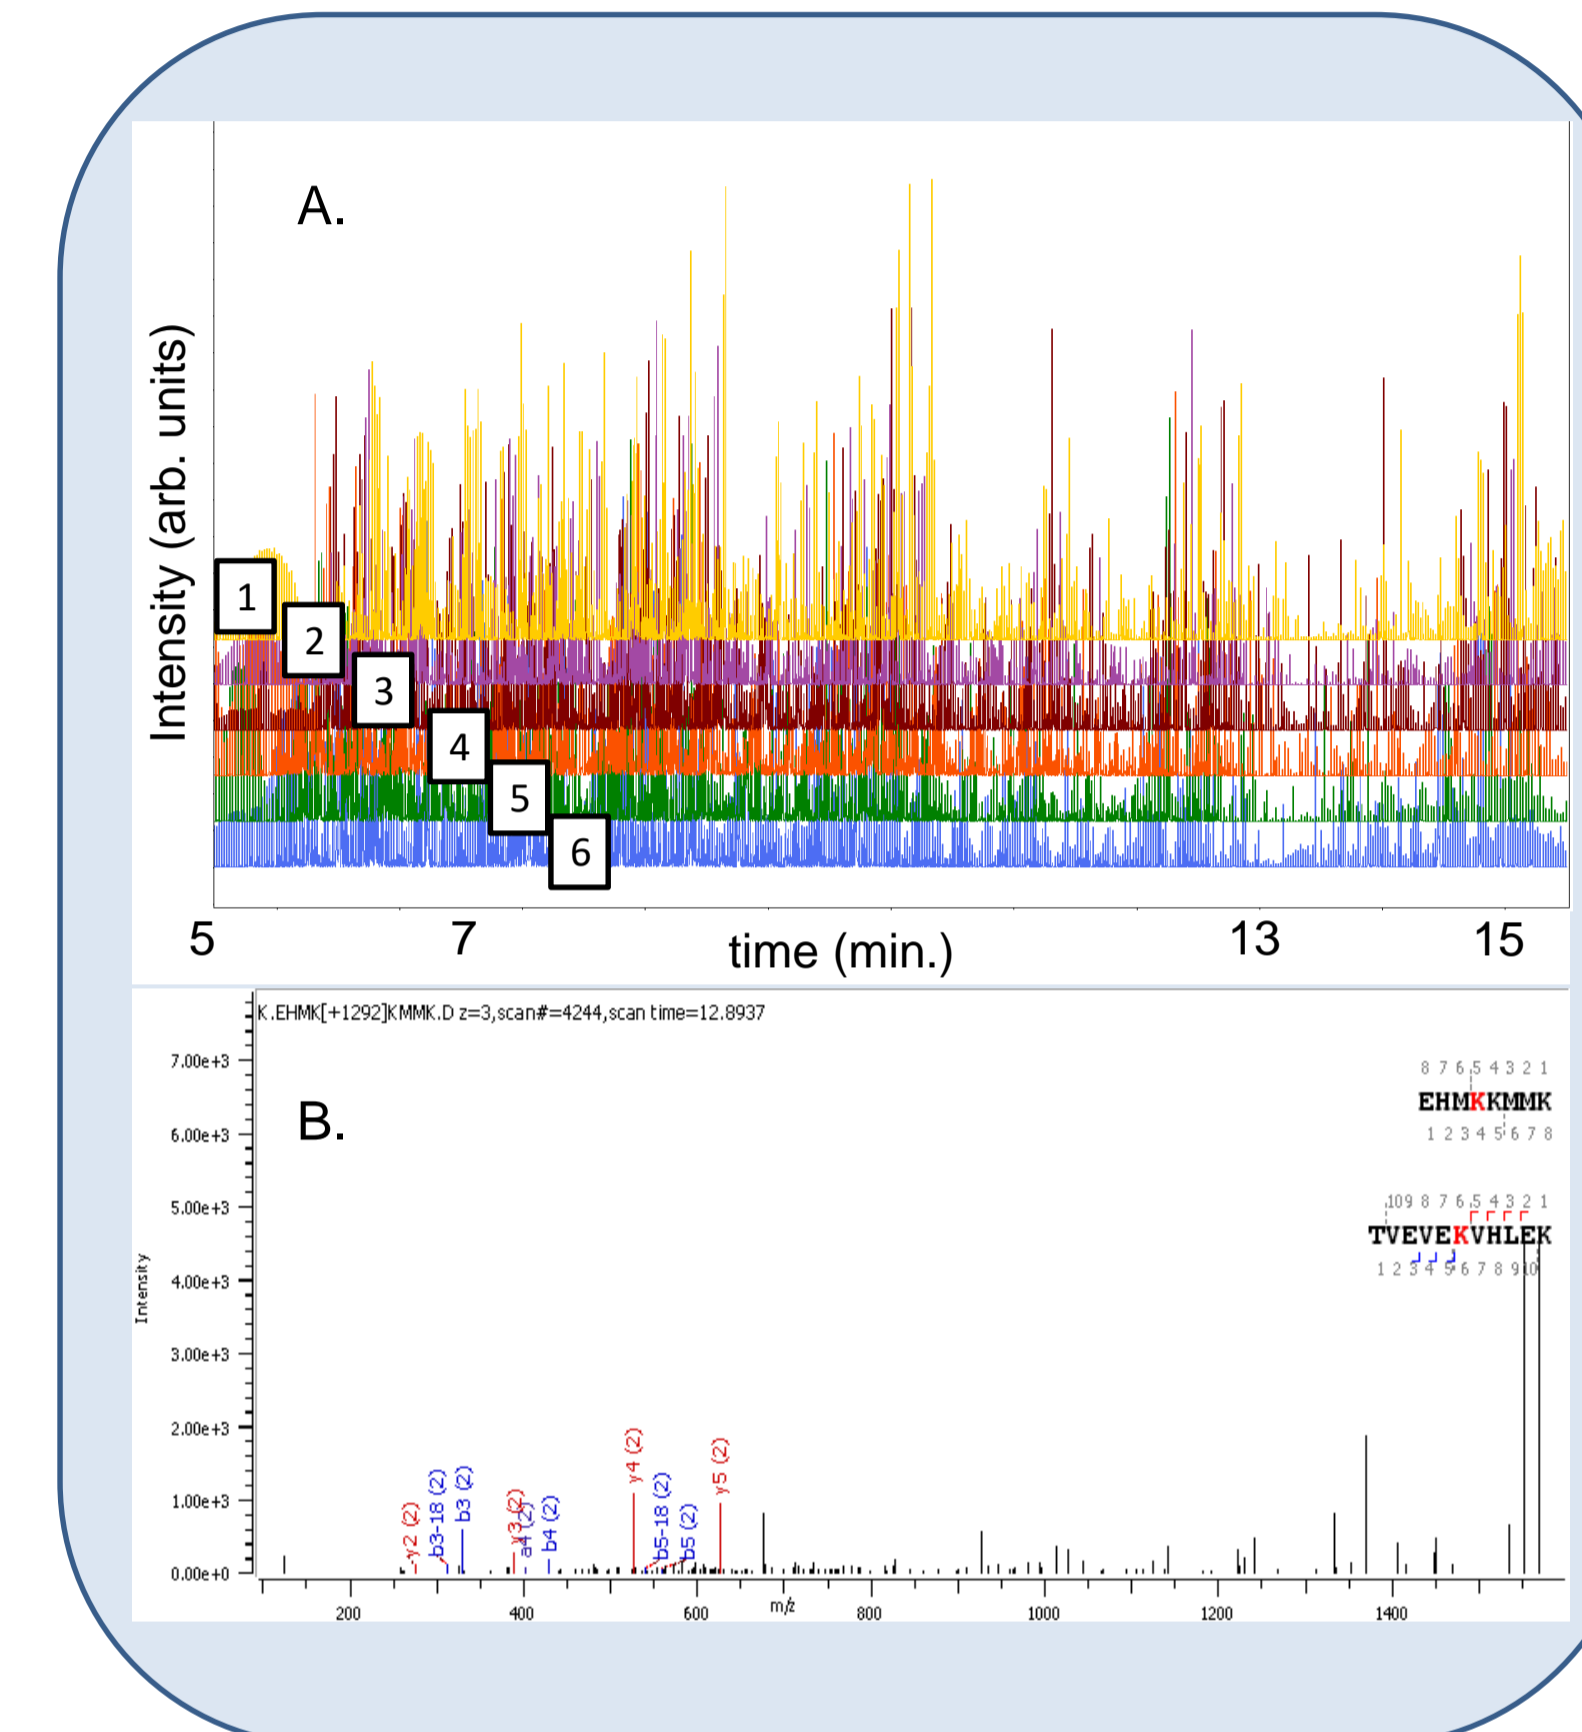 A.
Intensity (arb. units)
1
2
3
4
5
6
5 7 13 15
time (min.)
K.EHMK[+1292]KMMK.D z=3,scan#=4244,scan time=12.8937
B.
8 7 6 5 4 3 2 1
EHMKKMMK
1 2 3 4 5 6 7 8
10 9 8 7 6 5 4 3 2 1
TVEVEKVHLEK
1 2 3 4 5 6 7 8 9 10
Intensity
7.00e+3
6.00e+3
5.00e+3
4.00e+3
3.00e+3
2.00e+3
1.00e+3
0.00e+0
y2 (2)
b3-18 (2)
b3 (2)
y3 (2)
a4 (2)
b4 (2)
y4 (2)
b5-18 (2)
b5 (2)
y5 (2)
200 400 600 800 1000 1200 1400
m/z